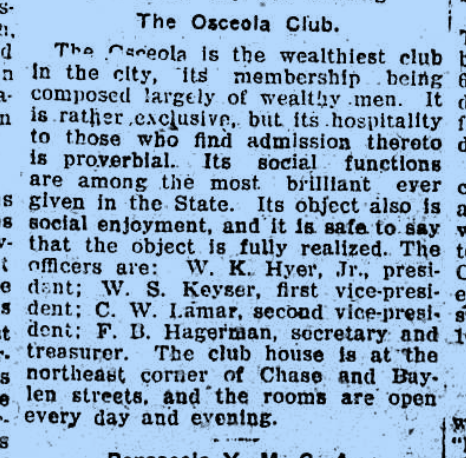 The Osceola Club.
The Osceola is the wealthiest club
in the city, its membership being
composed largely of wealthy men. It
is rather exclusive, but its hospitality
to those who find admission thereto
is proverbial. Its social functions
are among the most brilliant ever
given in the State. Its object also is
social enjoyment, and it is safe to say
that the object is fully realized. The
officers are: W. K. Hyer, Jr., presi-
dent; W. S. Keyser, first vice-presi-
dent; C. W. Lamar, second vice-presi-
dent; F. B. Hagerman, secretary and
treasurer. The club house is at the
northeast corner of Chase and Bay-
len streets, and the rooms are open
every day and evening.